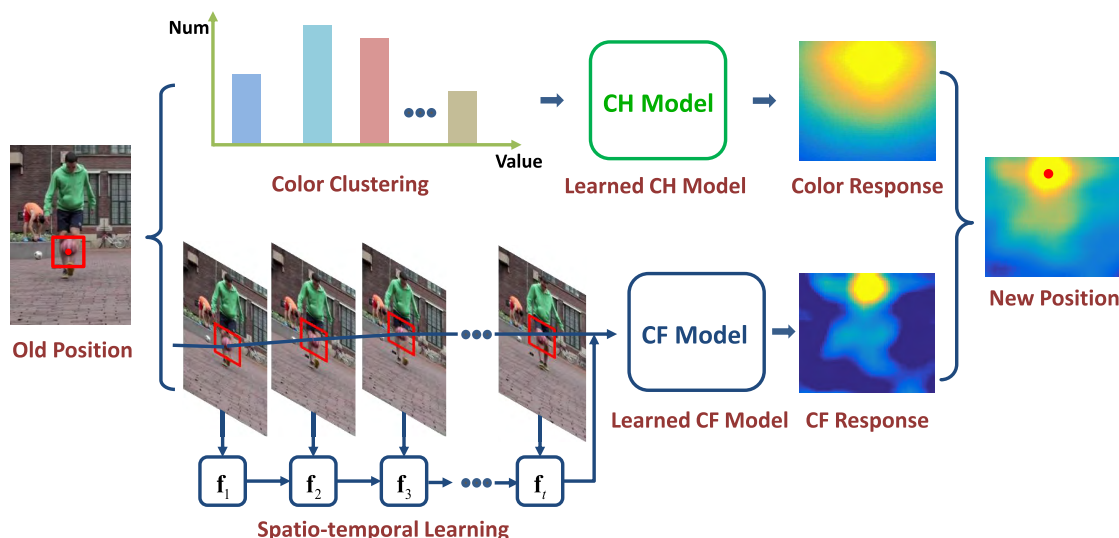 Num
Value
Color Clustering
CH Model
Learned CH Model
Color Response
Old Position
New Position
CF Model
Learned CF Model
CF Response
f1
f2
f3
ft
Spatio-temporal Learning